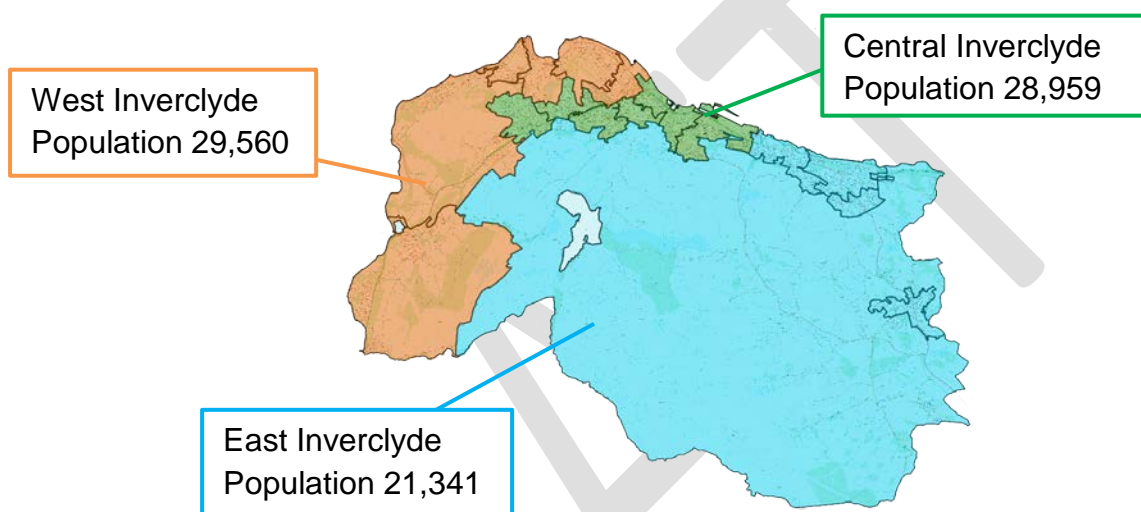 Central Inverclyde
Population 28,959
West Inverclyde
Population 29,560
East Inverclyde
Population 21,341